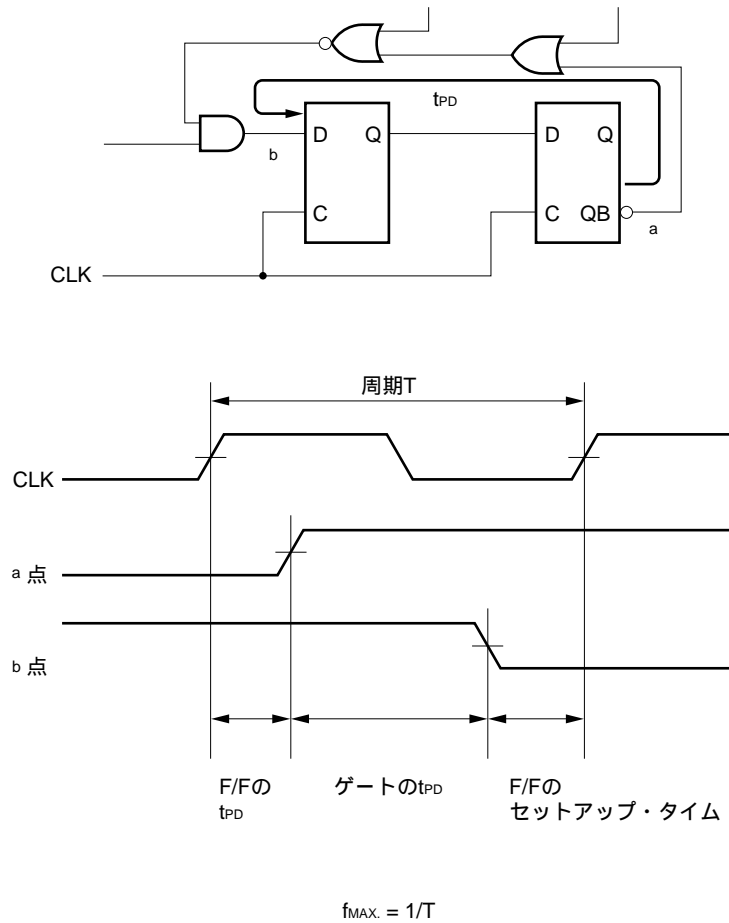 tPD
D Q
D Q
b
C
C QB
a
CLK
周期T
CLK
a 点
b 点
F/Fの
tPD
ゲートのtPD
F/Fの
セットアップ・タイム
fMAX. = 1/T